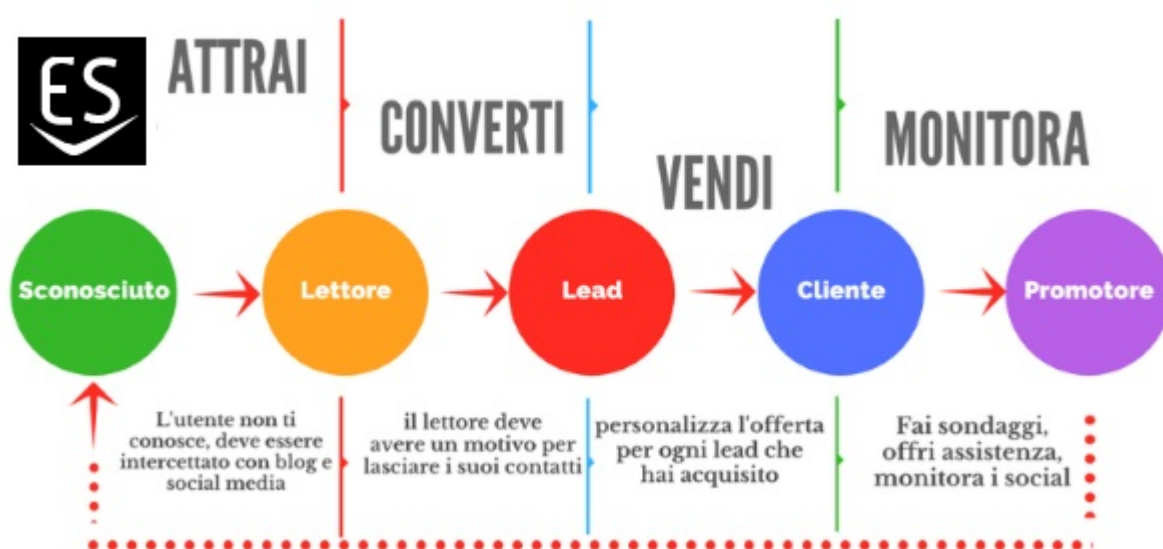 ES
ATTRAI
CONVERTI
VENDI
MONITORA
Sconosciuto
Lettore
Lead
Cliente
Promotore
L'utente non ti
conosce, deve essere
intercettato con blog e
social media
il lettore deve
avere un motivo per
lasciare i suoi contatti
personalizza l'offerta
per ogni lead che
hai acquisito
Fai sondaggi,
offri assistenza,
monitora i social